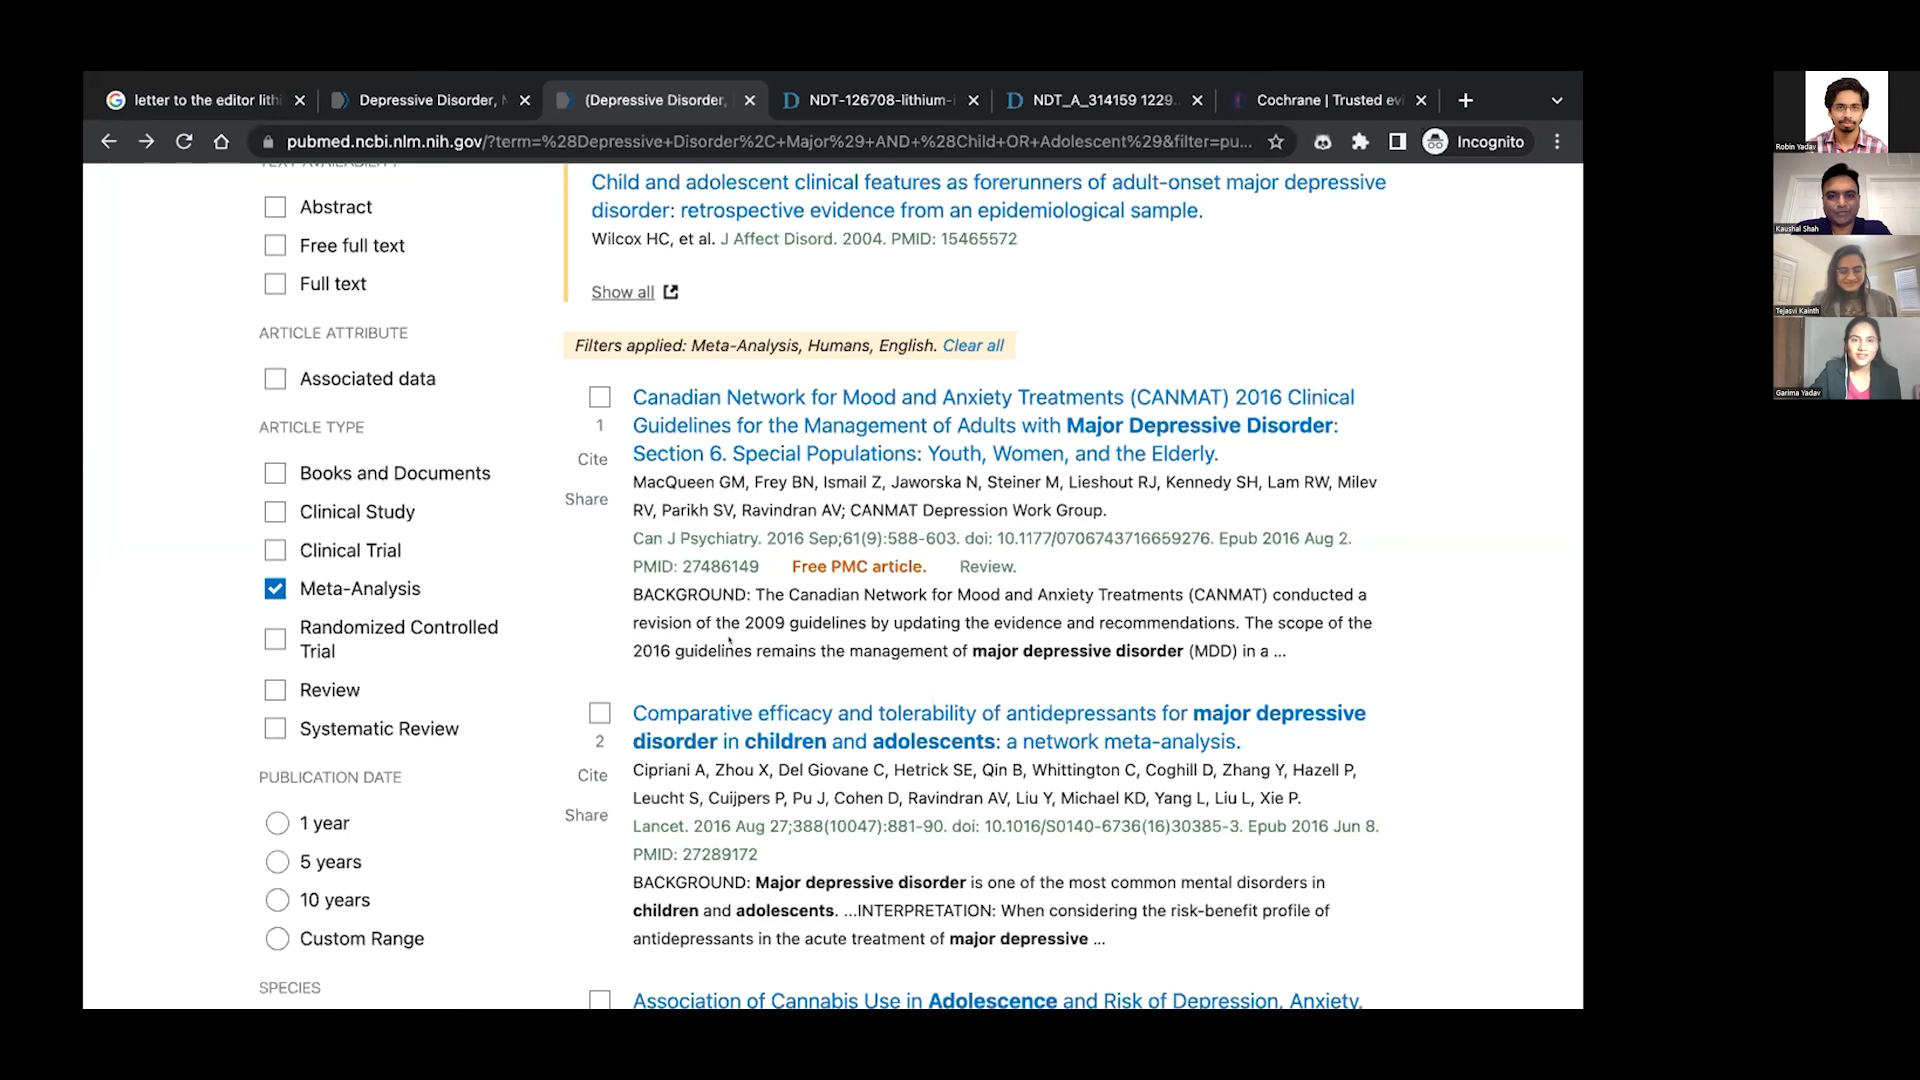 letter to the editor lith
Depressive Disorder,
(Depressive Disorder,
NDT-126708-lithium-i
NDT_A_314159 1229..
Cochrane | Trusted evi
pubmed.ncbi.nlm.nih.gov/?term=%28Depressive+Disorder%2C+Major%29+AND+%28Child+OR+Adolescent%29&filter=pu...
Incognito
TEXT AVAILABILITY
Abstract
Free full text
Full text
ARTICLE ATTRIBUTE
Associated data
ARTICLE TYPE
Books and Documents
Clinical Study
Clinical Trial
Meta-Analysis
Randomized Controlled
Trial
Review
Systematic Review
PUBLICATION DATE
1 year
5 years
10 years
Custom Range
SPECIES
Child and adolescent clinical features as forerunners of adult-onset major depressive
disorder: retrospective evidence from an epidemiological sample.
Wilcox HC, et al. J Affect Disord. 2004. PMID: 15465572
Show all
Filters applied: Meta-Analysis, Humans, English. Clear all
1
Cite
Share
Canadian Network for Mood and Anxiety Treatments (CANMAT) 2016 Clinical
Guidelines for the Management of Adults with Major Depressive Disorder:
Section 6. Special Populations: Youth, Women, and the Elderly.
MacQueen GM, Frey BN, Ismail Z, Jaworska N, Steiner M, Lieshout RJ, Kennedy SH, Lam RW, Milev
RV, Parikh SV, Ravindran AV; CANMAT Depression Work Group.
Can J Psychiatry. 2016 Sep;61(9):588-603. doi: 10.1177/0706743716659276. Epub 2016 Aug 2.
PMID: 27486149 Free PMC article. Review.
BACKGROUND: The Canadian Network for Mood and Anxiety Treatments (CANMAT) conducted a
revision of the 2009 guidelines by updating the evidence and recommendations. The scope of the
2016 guidelines remains the management of major depressive disorder (MDD) in a ...
2
Cite
Share
Comparative efficacy and tolerability of antidepressants for major depressive
disorder in children and adolescents: a network meta-analysis.
Cipriani A, Zhou X, Del Giovane C, Hetrick SE, Qin B, Whittington C, Coghill D, Zhang Y, Hazell P,
Leucht S, Cuijpers P, Pu J, Cohen D, Ravindran AV, Liu Y, Michael KD, Yang L, Liu L, Xie P.
Lancet. 2016 Aug 27;388(10047):881-90. doi: 10.1016/S0140-6736(16)30385-3. Epub 2016 Jun 8.
PMID: 27289172
BACKGROUND: Major depressive disorder is one of the most common mental disorders in
children and adolescents. ...INTERPRETATION: When considering the risk-benefit profile of
antidepressants in the acute treatment of major depressive ...
Association of Cannabis Use in Adolescence and Risk of Depression, Anxiety,
Robin Yadav
Kaushal Shah
Tejasvi Kainth
Garima Yadav